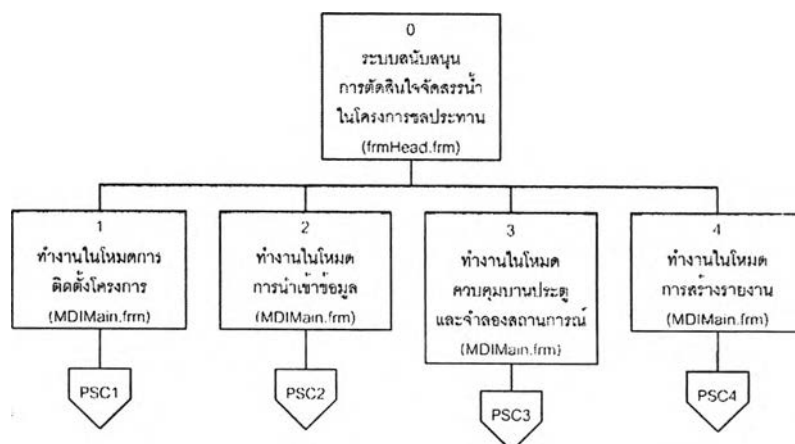 0
ระบบสนับสนุน
การตัดสินใจจัดสรรน้ำ
ในโครงการชลประทาน
(frmHead.frm)
1
ทำงานในโหมดการ
ติดตั้งโครงการ
(MDIMain.frm)
PSC1
2
ทำงานในโหมด
การนำเข้าข้อมูล
(MDIMain.frm)
PSC2
3
ทำงานในโหมด
ควบคุมบานประตู
และจำลองสถานการณ์
(MDIMain.frm)
PSC3
4
ทำงานในโหมด
การสร้างรายงาน
(MDIMain.frm)
PSC4